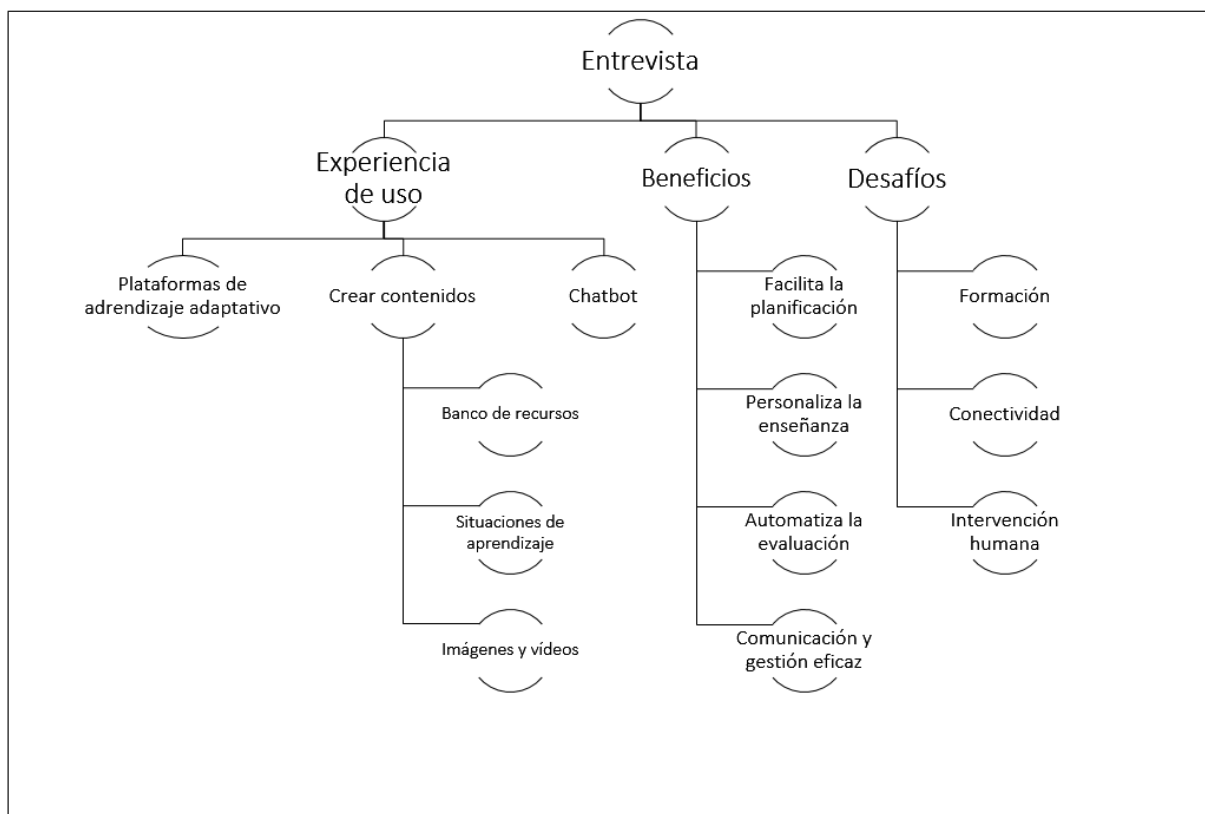 Entrevista
Experiencia
de uso
Beneficios
Desafíos
Plataformas de
adrendizaje adaptativo
Crear contenidos
Chatbot
Facilita la
planificación
Formación
Banco de recursos
Personaliza la
enseñanza
Conectividad
Situaciones de
aprendizaje
Automatiza la
evaluación
Intervención
humana
Imágenes y vídeos
Comunicación y
gestión eficaz